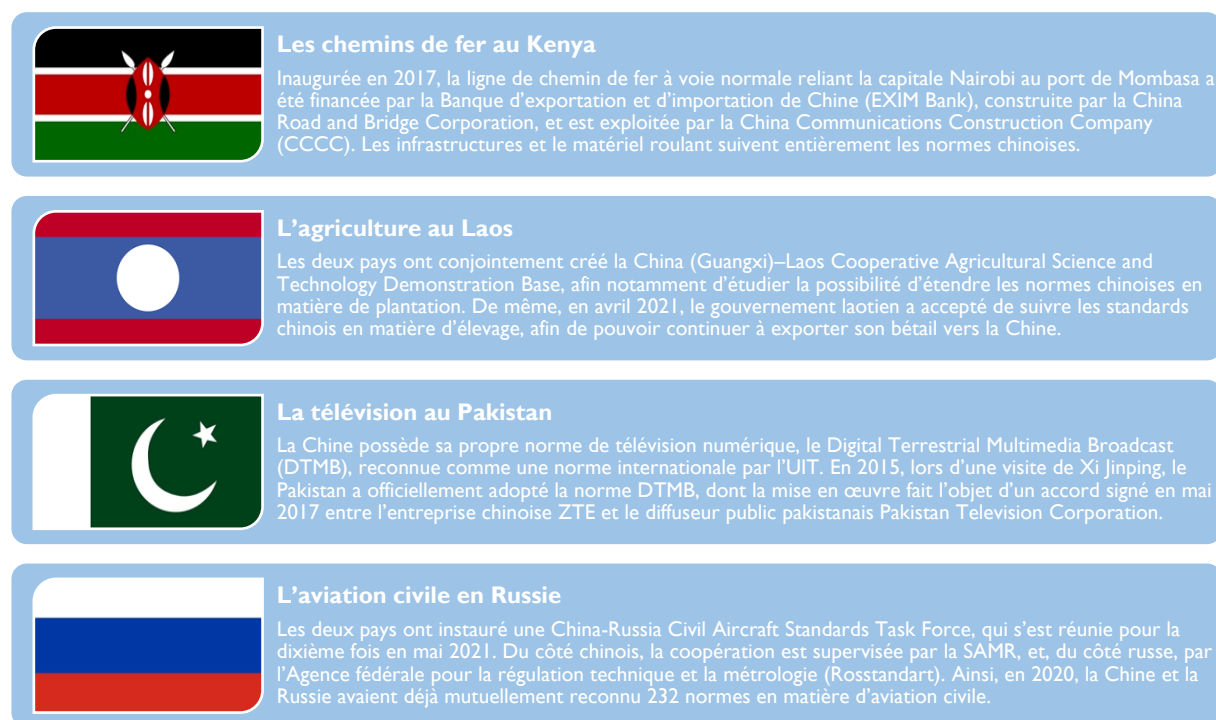 Les chemins de fer au Kenya
Inaugurée en 2017, la ligne de chemin de fer à voie normale reliant la capitale Nairobi au port de Mombasa a
été financée par la Banque d’exportation et d’importation de Chine (EXIM Bank), construite par la China
Road and Bridge Corporation, et est exploitée par la China Communications Construction Company
(CCCC). Les infrastructures et le matériel roulant suivent entièrement les normes chinoises.
L’agriculture au Laos
Les deux pays ont conjointement créé la China (Guangxi)–Laos Cooperative Agricultural Science and
Technology Demonstration Base, afin notamment d’étudier la possibilité d’étendre les normes chinoises en
matière de plantation. De même, en avril 2021, le gouvernement laotien a accepté de suivre les standards
chinois en matière d’élevage, afin de pouvoir continuer à exporter son bétail vers la Chine.
La télévision au Pakistan
La Chine possède sa propre norme de télévision numérique, le Digital Terrestrial Multimedia Broadcast
(DTMB), reconnue comme une norme internationale par l’UIT. En 2015, lors d’une visite de Xi Jinping, le
Pakistan a officiellement adopté la norme DTMB, dont la mise en œuvre fait l’objet d’un accord signé en mai
2017 entre l’entreprise chinoise ZTE et le diffuseur public pakistanais Pakistan Television Corporation.
L’aviation civile en Russie
Les deux pays ont instauré une China-Russia Civil Aircraft Standards Task Force, qui s’est réunie pour la
dixième fois en mai 2021. Du côté chinois, la coopération est supervisée par la SAMR, et, du côté russe, par
l’Agence fédérale pour la régulation technique et la métrologie (Rosstandart). Ainsi, en 2020, la Chine et la
Russie avaient déjà mutuellement reconnu 232 normes en matière d’aviation civile.